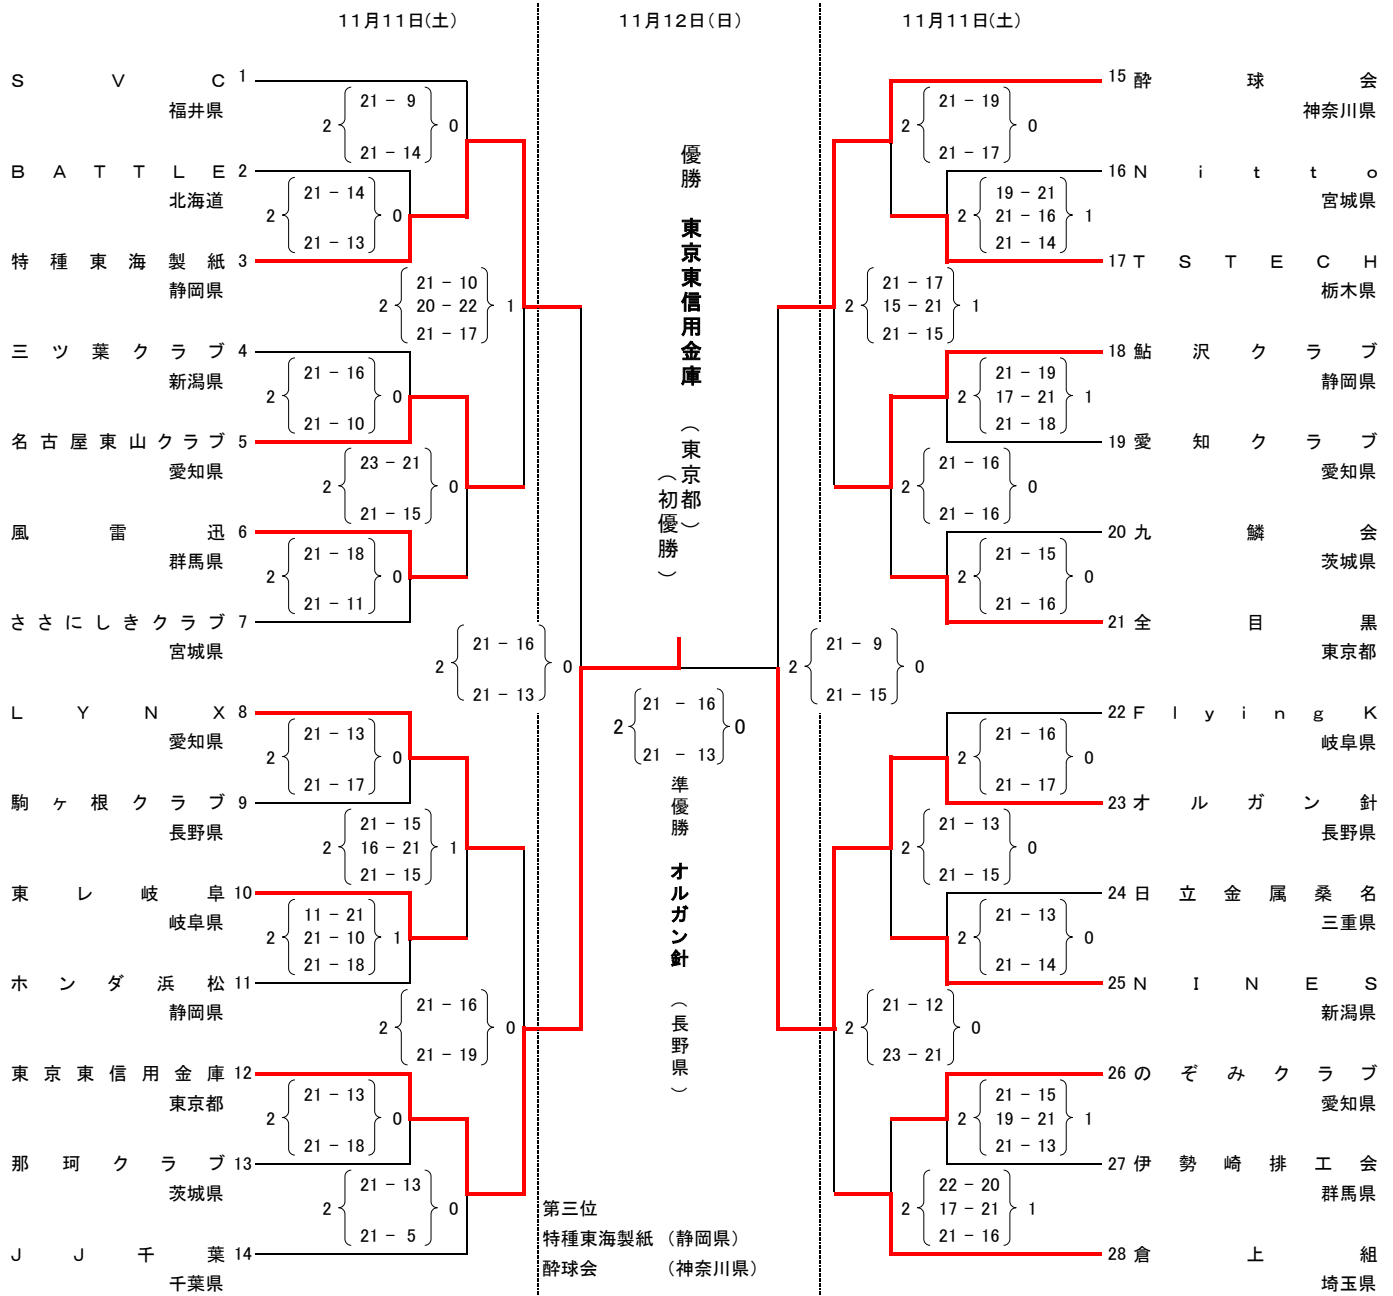 11月11日(土)
11月12日(日)
11月11日(土)
SVC 1
福井県
21 - 9
2 0
21 - 14
BATTLE 2
北海道
21 - 14
2 0
21 - 13
特種東海製紙 3
静岡県
21 - 10
2 20 - 22 1
21 - 17
三ツ葉クラブ 4
新潟県
21 - 16
2 0
21 - 10
名古屋東山クラブ 5
愛知県
23 - 21
2 0
21 - 15
風雷迅 6
群馬県
21 - 18
2 0
21 - 11
ささにしきクラブ 7
宮城県
21 - 16
2 0
21 - 13
LYNX 8
愛知県
21 - 13
2 0
21 - 17
駒ヶ根クラブ 9
長野県
21 - 15
2 16 - 21 1
21 - 15
東レ岐阜 10
岐阜県
11 - 21
2 21 - 10 1
21 - 18
ホンダ浜松 11
静岡県
21 - 16
2 0
21 - 19
東京東信用金庫 12
東京都
21 - 13
2 0
21 - 18
那珂クラブ 13
茨城県
21 - 13
2 0
21 - 5
JJ千葉 14
千葉県
優勝 東京東信用金庫 (東京都)
(初優勝)
21 - 16
2 0
21 - 13
準優勝 オルガン針 (長野県)
第三位
特種東海製紙 (静岡県)
酔球会 (神奈川県)
15 酔球会
神奈川県
21 - 19
2 0
21 - 17
16 Nitto
宮城県
19 - 21
2 21 - 16 1
21 - 14
17 TSTECH
栃木県
21 - 17
2 15 - 21 1
21 - 15
18 鮎沢クラブ
静岡県
21 - 19
2 17 - 21 1
21 - 18
19 愛知クラブ
愛知県
21 - 16
2 0
21 - 16
20 九鱗会
茨城県
21 - 15
2 0
21 - 16
21 全目黒
東京都
21 - 9
2 0
21 - 15
22 FlyingK
岐阜県
21 - 16
2 0
21 - 17
23 オルガン針
長野県
21 - 13
2 0
21 - 15
24 日立金属桑名
三重県
21 - 13
2 0
21 - 14
25 NINES
新潟県
21 - 12
2 0
23 - 21
26 のぞみクラブ
愛知県
21 - 15
2 19 - 21 1
21 - 13
27 伊勢崎排工会
群馬県
22 - 20
2 17 - 21 1
21 - 16
28 倉上組
埼玉県